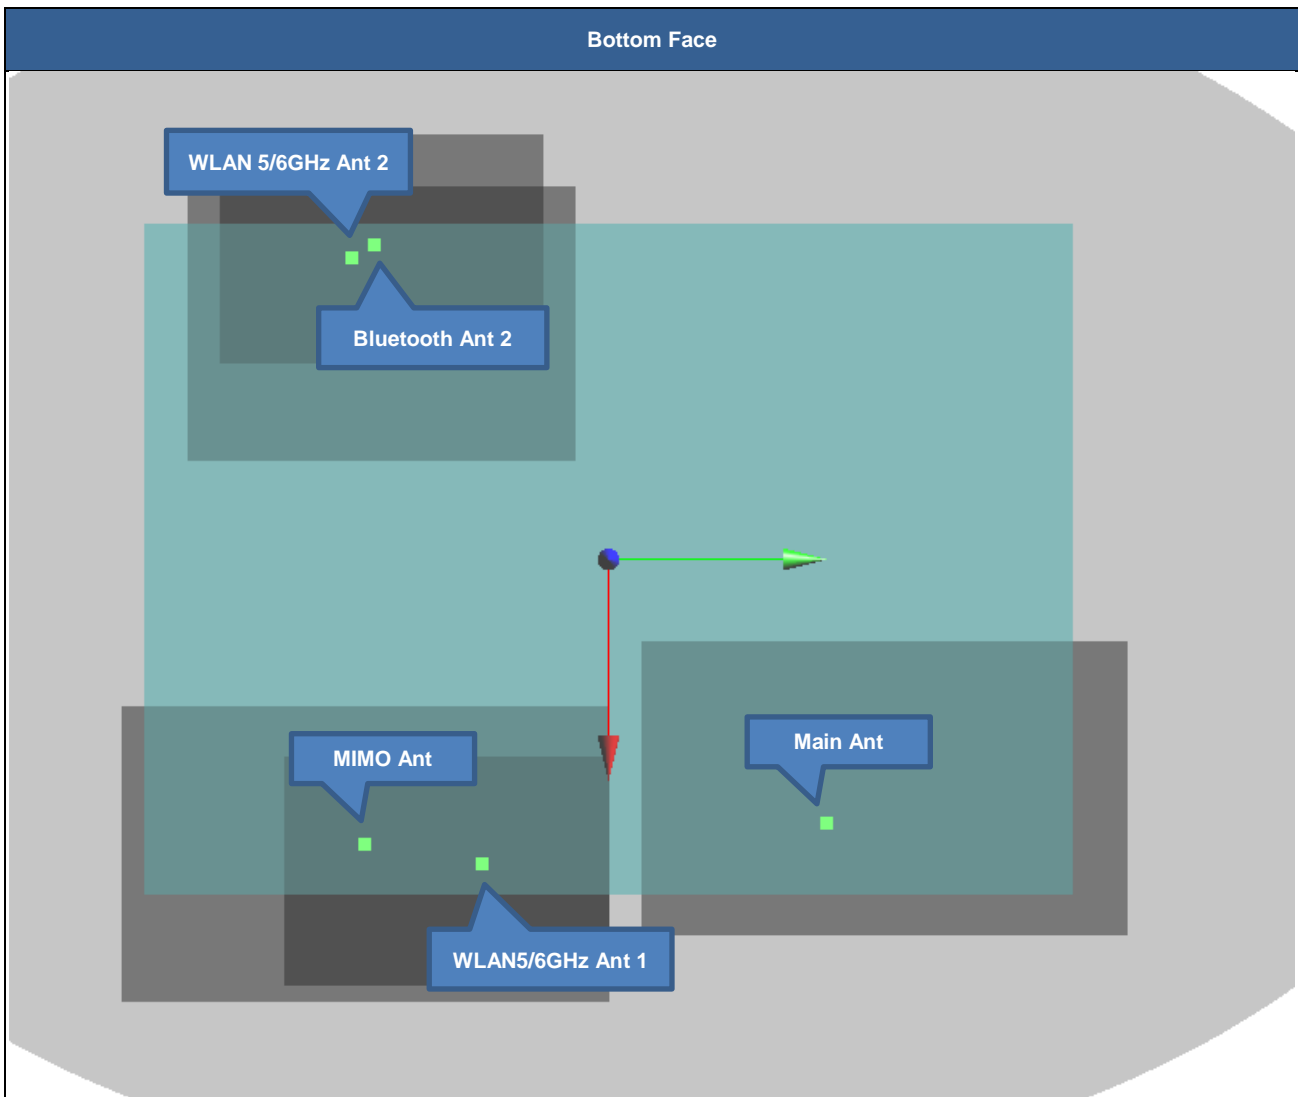 Bottom Face
WLAN 5/6GHz Ant 2
Bluetooth Ant 2
Main Ant
MIMO Ant
WLAN5/6GHz Ant 1